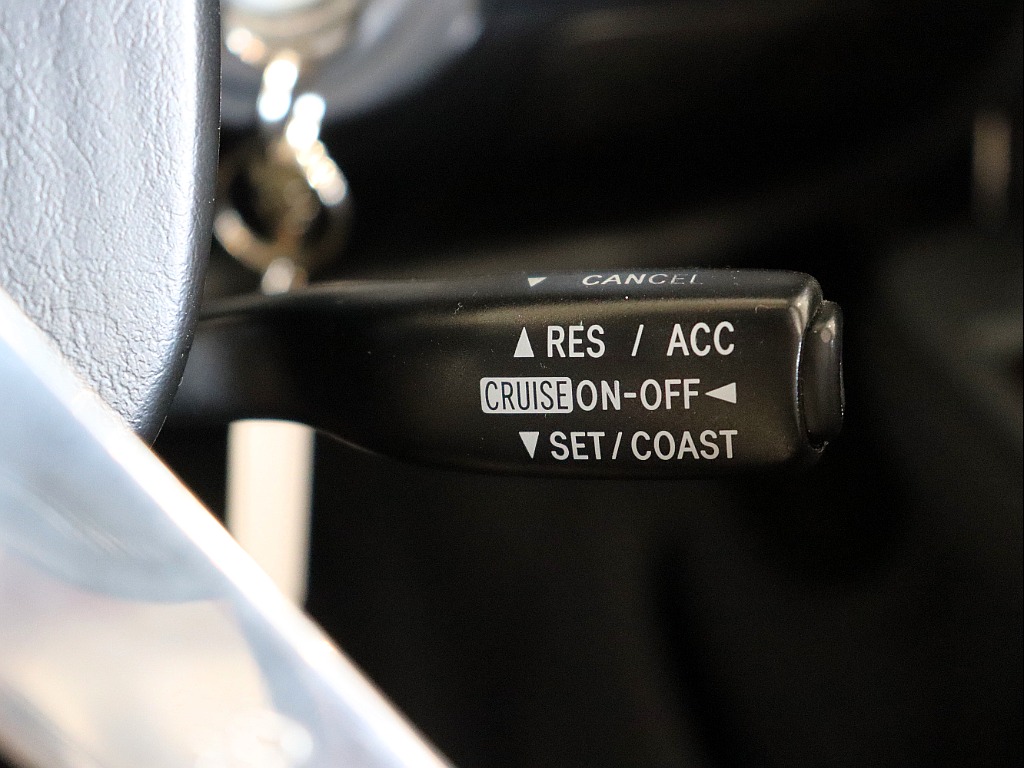 ▼ CANCEL
▲ RES / ACC
CRUISE ON-OFF ◄
▼ SET / COAST